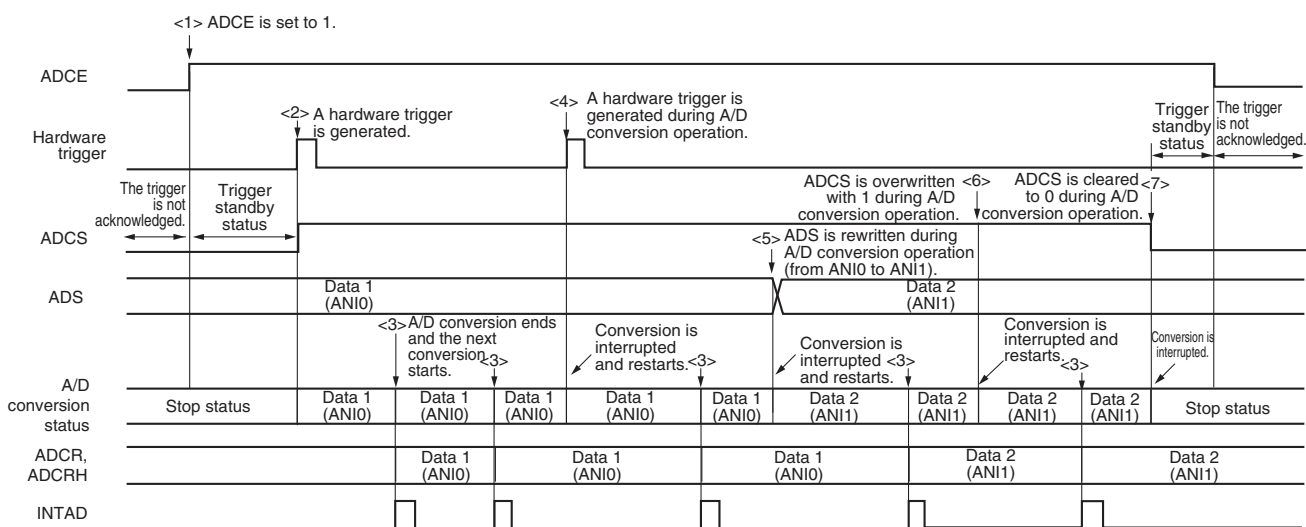 <1> ADCE is set to 1.
ADCE
<2> A hardware trigger
is generated.
<4> A hardware trigger is
generated during A/D
conversion operation.
Trigger
standby
status
The trigger
is not
acknowledged.
Hardware
trigger
The trigger
is not
acknowledged.
Trigger
standby
status
ADCS is overwritten <6>
with 1 during A/D
conversion operation.
ADCS is cleared <7>
to 0 during A/D
conversion operation.
ADCS
<5> ADS is rewritten during
A/D conversion operation
(from ANI0 to ANI1).
ADS
Data 1
(ANI0)
Data 2
(ANI1)
<3> A/D conversion ends
and the next
conversion
starts. <3>
Conversion is
interrupted
and restarts. <3>
Conversion is
interrupted <3>
and restarts.
Conversion is
interrupted and
restarts. <3>
Conversion is
interrupted.
A/D
conversion
status
Stop status
Data 1
(ANI0)
Data 1
(ANI0)
Data 1
(ANI0)
Data 1
(ANI0)
Data 1
(ANI0)
Data 2
(ANI1)
Data 2
(ANI1)
Data 2
(ANI1)
Data 2
(ANI1)
Stop status
ADCR,
ADCRH
Data 1
(ANI0)
Data 1
(ANI0)
Data 1
(ANI0)
Data 2
(ANI1)
Data 2
(ANI1)
INTAD